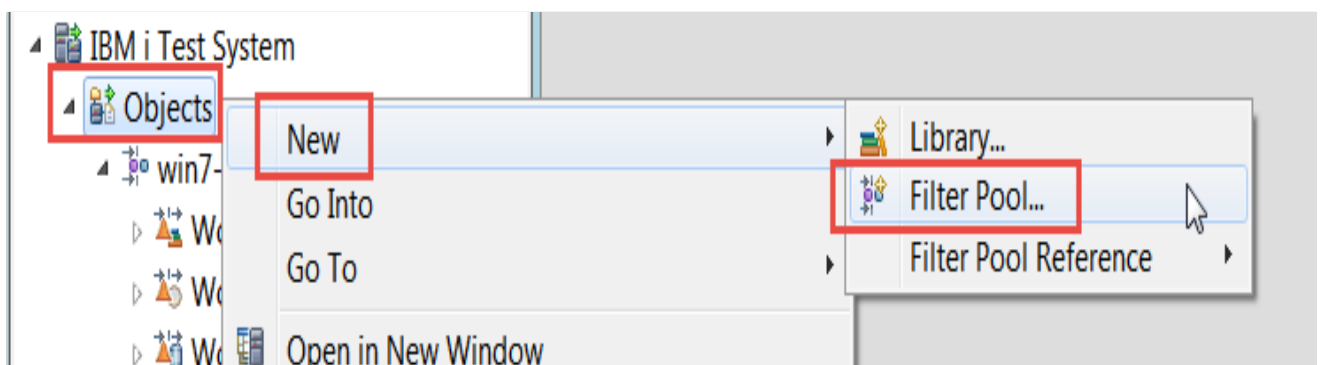 IBM i Test System
Objects
New
Library...
win7-
Filter Pool...
Go Into
Filter Pool Reference
Go To
Open in New Window